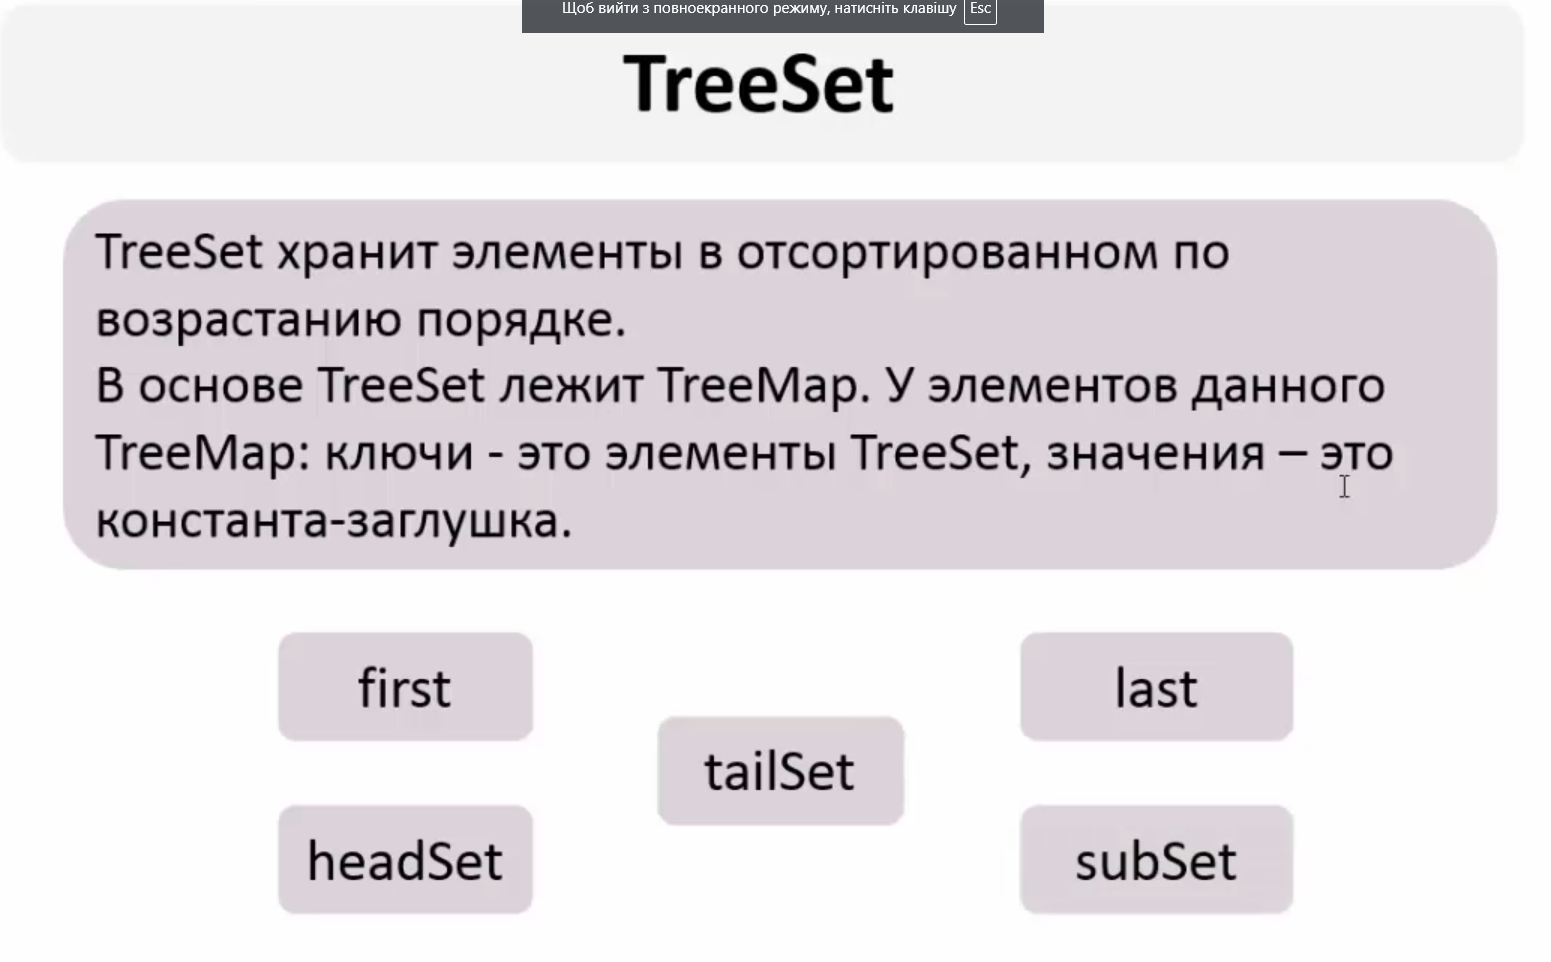 Щоб вийти з повноекранного режиму, натисніть клавішу Esc
TreeSet
TreeSet хранит элементы в отсортированном по
возрастанию порядке.
В основе TreeSet лежит TreeMap. У элементов данного
TreeMap: ключи - это элементы TreeSet, значения – это
константа-заглушка.
first
last
tailSet
headSet
subSet